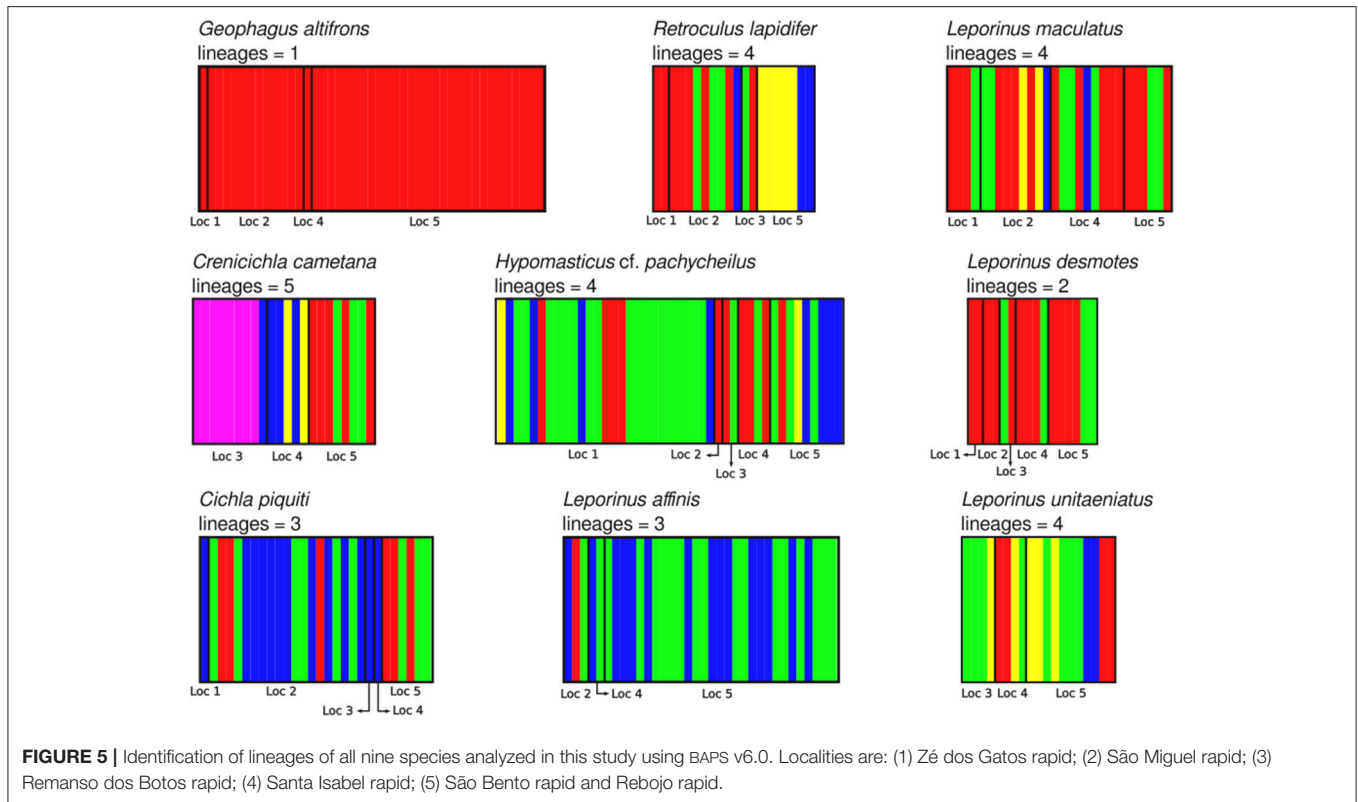 Geophagus altifrons
lineages = 1
Loc 1
Loc 2
Loc 4
Loc 5
Retroculus lapidifer
lineages = 4
Loc 1
Loc 2
Loc 3
Loc 5
Leporinus maculatus
lineages = 4
Loc 1
Loc 2
Loc 4
Loc 5
Crenicichla cametana
lineages = 5
Loc 3
Loc 4
Loc 5
Hypomasticus cf. pachycheilus
lineages = 4
Loc 1
Loc 2
Loc 3
Loc 4
Loc 5
Leporinus desmotes
lineages = 2
Loc 1
Loc 2
Loc 3
Loc 4
Loc 5
Cichla piquiti
lineages = 3
Loc 1
Loc 2
Loc 3
Loc 4
Loc 5
Leporinus affinis
lineages = 3
Loc 2
Loc 4
Loc 5
Leporinus unitaeniatus
lineages = 4
Loc 3
Loc 4
Loc 5
FIGURE 5 | Identification of lineages of all nine species analyzed in this study using BAPS v6.0. Localities are: (1) Zé dos Gatos rapid; (2) São Miguel rapid; (3)
Remanso dos Botos rapid; (4) Santa Isabel rapid; (5) São Bento rapid and Rebojo rapid.